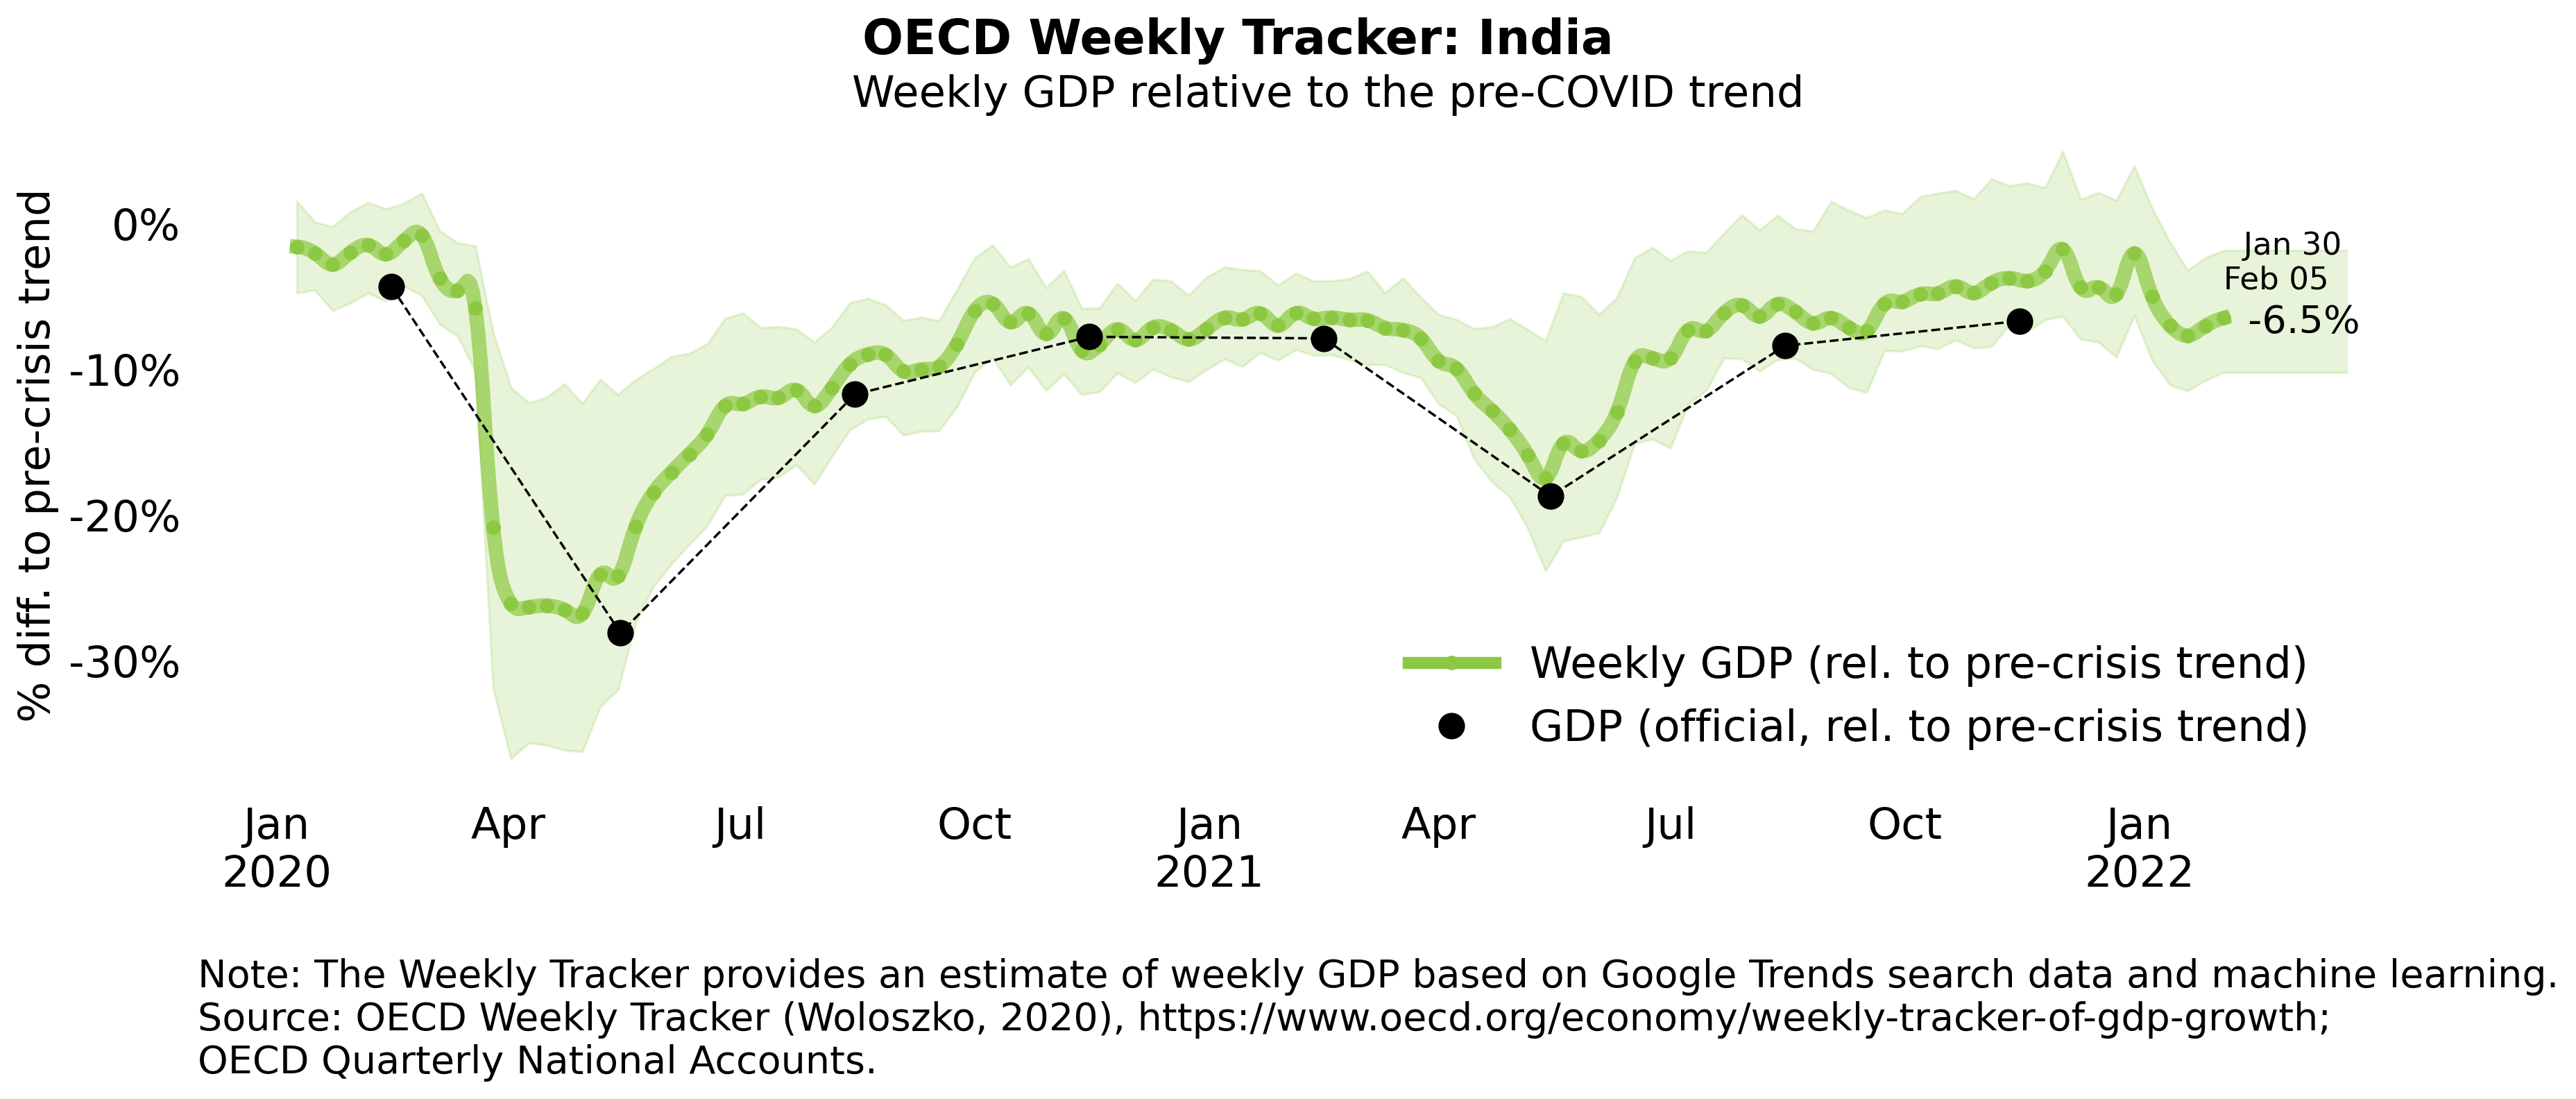 OECD Weekly Tracker: India
Weekly GDP relative to the pre-COVID trend
% diff. to pre-crisis trend
0%
-10%
-20%
-30%
Jan 30
Feb 05
-6.5%
Weekly GDP (rel. to pre-crisis trend)
GDP (official, rel. to pre-crisis trend)
Jan Apr Jul Oct Jan Apr Jul Oct Jan
2020 2021 2022
Note: The Weekly Tracker provides an estimate of weekly GDP based on Google Trends search data and machine learning.
Source: OECD Weekly Tracker (Woloszko, 2020), https://www.oecd.org/economy/weekly-tracker-of-gdp-growth;
OECD Quarterly National Accounts.